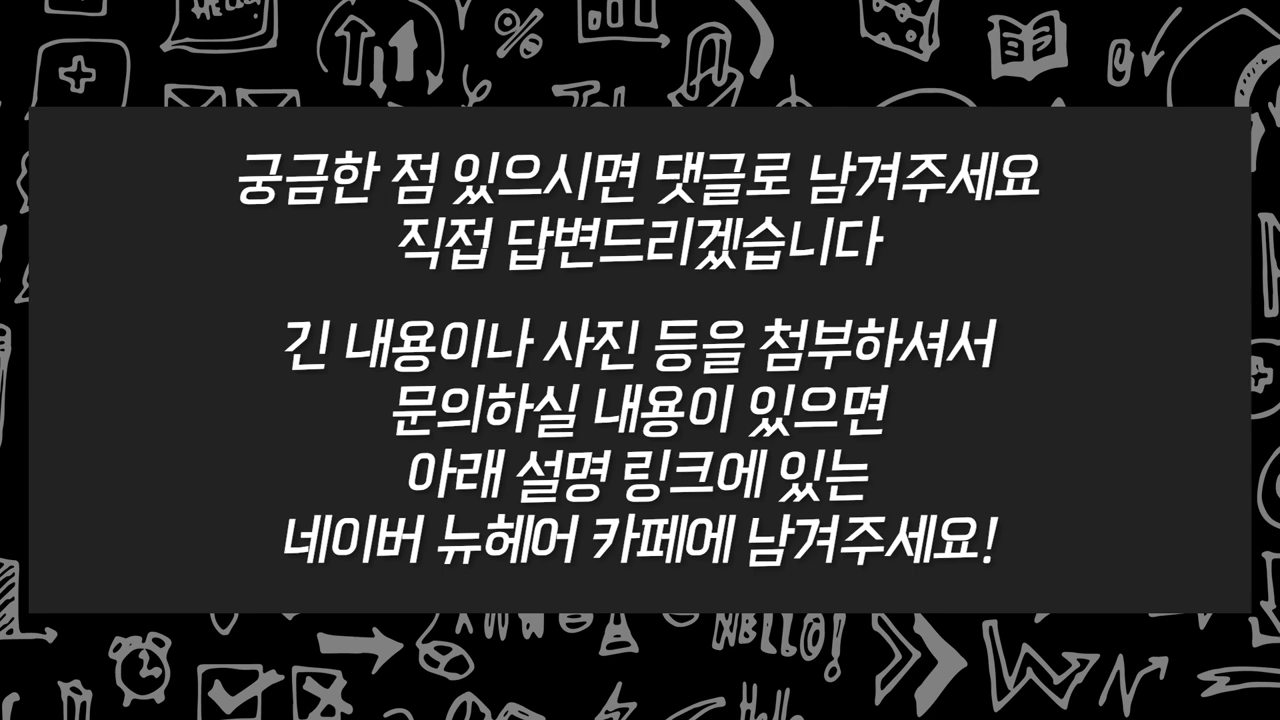 HELLO!
%
궁금한 점 있으시면 댓글로 남겨주세요
직접 답변드리겠습니다
긴 내용이나 사진 등을 첨부하셔서
문의하실 내용이 있으면
아래 설명 링크에 있는
네이버 뉴헤어 카페에 남겨주세요!
HELLO!